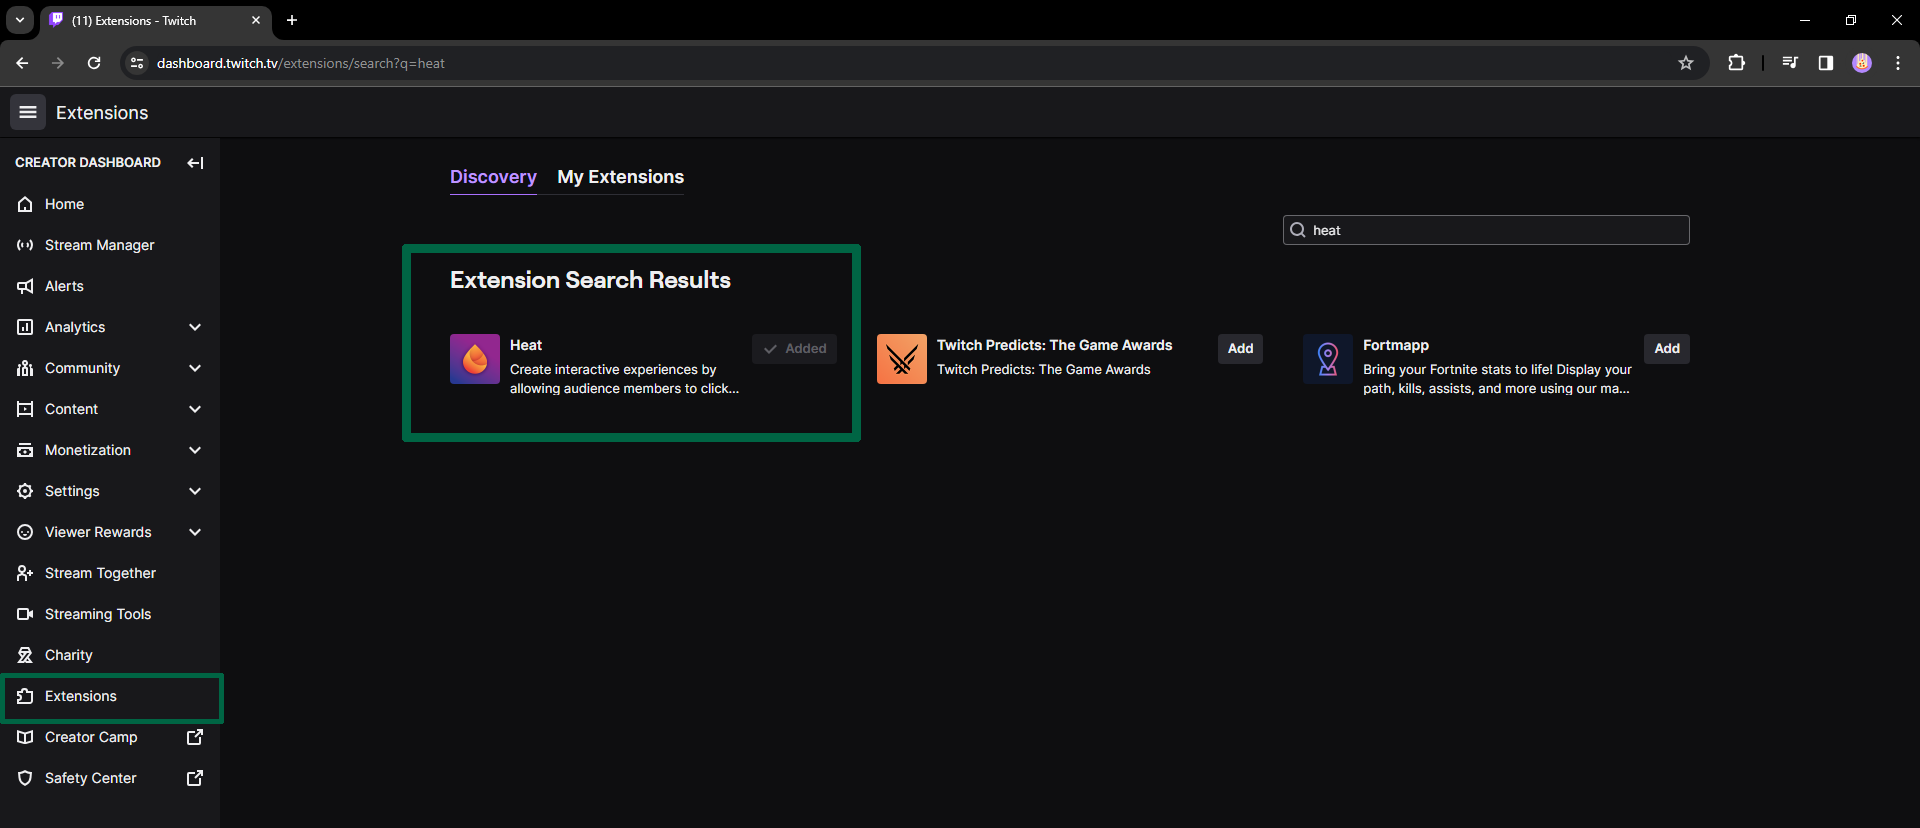 (11) Extensions - Twitch
dashboard.twitch.tv/extensions/search?q=heat
Extensions
CREATOR DASHBOARD
Home
Stream Manager
Alerts
Analytics
Community
Content
Monetization
Settings
Viewer Rewards
Stream Together
Streaming Tools
Charity
Extensions
Creator Camp
Safety Center
Discovery
My Extensions
heat
Extension Search Results
Heat
Added
Create interactive experiences by
allowing audience members to click...
Twitch Predicts: The Game Awards
Add
Twitch Predicts: The Game Awards
Fortmapp
Add
Bring your Fortnite stats to life! Display your
path, kills, assists, and more using our ma...